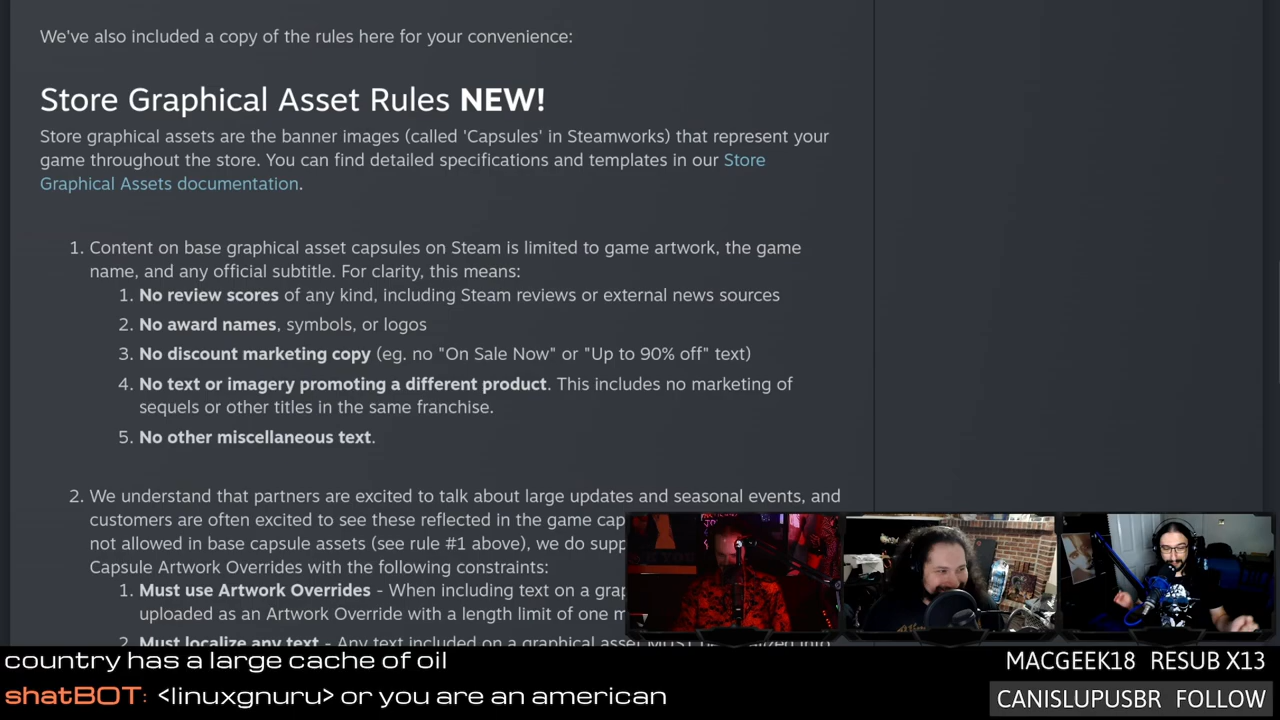 We've also included a copy of the rules here for your convenience:
Store Graphical Asset Rules NEW!
Store graphical assets are the banner images (called 'Capsules' in Steamworks) that represent your
game throughout the store. You can find detailed specifications and templates in our Store
Graphical Assets documentation.
1. Content on base graphical asset capsules on Steam is limited to game artwork, the game
name, and any official subtitle. For clarity, this means:
1. No review scores of any kind, including Steam reviews or external news sources
2. No award names, symbols, or logos
3. No discount marketing copy (eg. no "On Sale Now" or "Up to 90% off" text)
4. No text or imagery promoting a different product. This includes no marketing of
sequels or other titles in the same franchise.
5. No other miscellaneous text.
2. We understand that partners are excited to talk about large updates and seasonal events, and
customers are often excited to see these reflected in the game cap
not allowed in base capsule assets (see rule #1 above), we do supp
Capsule Artwork Overrides with the following constraints:
1. Must use Artwork Overrides - When including text on a grap
uploaded as an Artwork Override with a length limit of one m
2. Must localize any text - Any text included on a graphical asset
country has a large cache of oil
shatBOT: <linuxgnuru> or you are an american
MACGEEK18 RESUB X13
CANISLUPUSBR FOLLOW